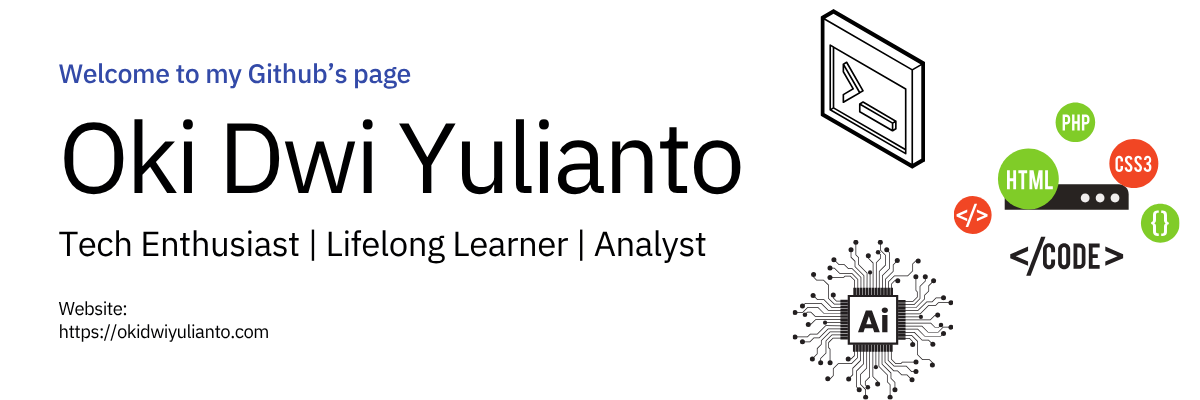 Welcome to my Github’s page
Oki Dwi Yulianto
Tech Enthusiast | Lifelong Learner | Analyst
Website:
https://okidwiyulianto.com
>_
PHP
HTML
CSS3
</>
{}
</CODE>
Ai